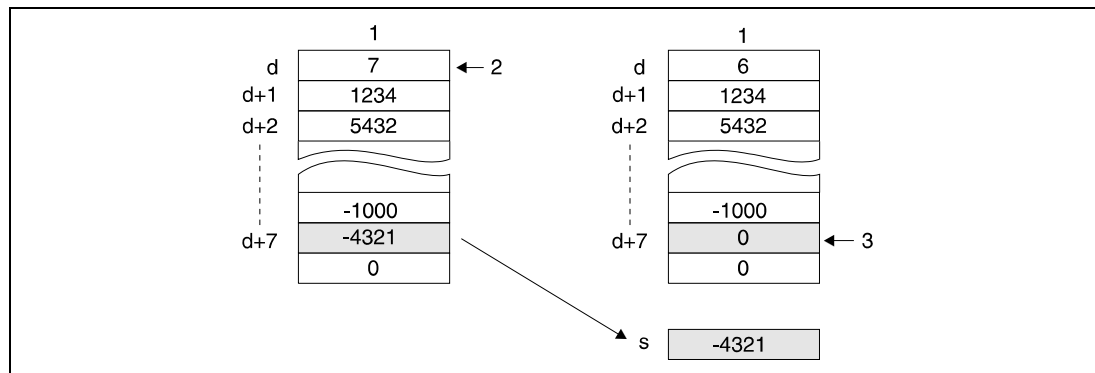 1 1
d 7 2 d 6
d+1 1234 d+1 1234
d+2 5432 d+2 5432
-1000 -1000
d+7 -4321 d+7 0 3
0 0
s -4321